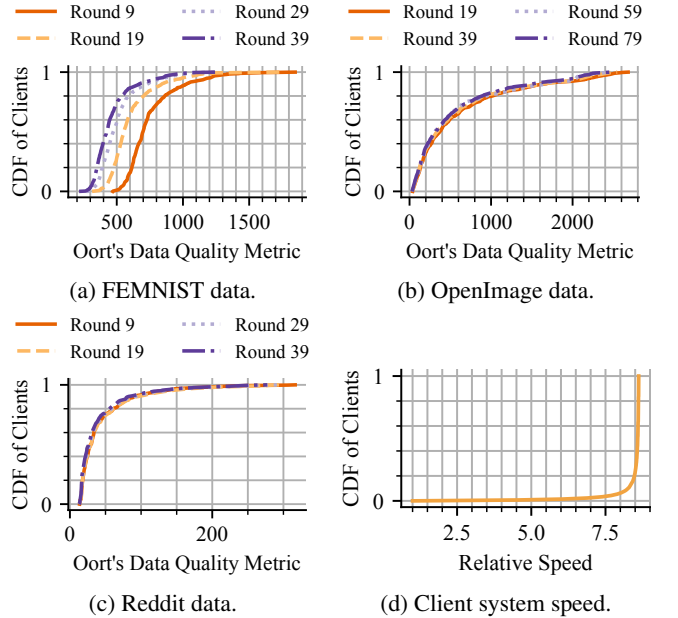 Round 9 Round 29
Round 19 Round 39
CDF of Clients
1
0
500 1000 1500
Oort's Data Quality Metric
(a) FEMNIST data.
Round 19 Round 59
Round 39 Round 79
CDF of Clients
1
0
0 1000 2000
Oort's Data Quality Metric
(b) OpenImage data.
Round 9 Round 29
Round 19 Round 39
CDF of Clients
1
0
0 200
Oort's Data Quality Metric
(c) Reddit data.
CDF of Clients
1
0
2.5 5.0 7.5
Relative Speed
(d) Client system speed.